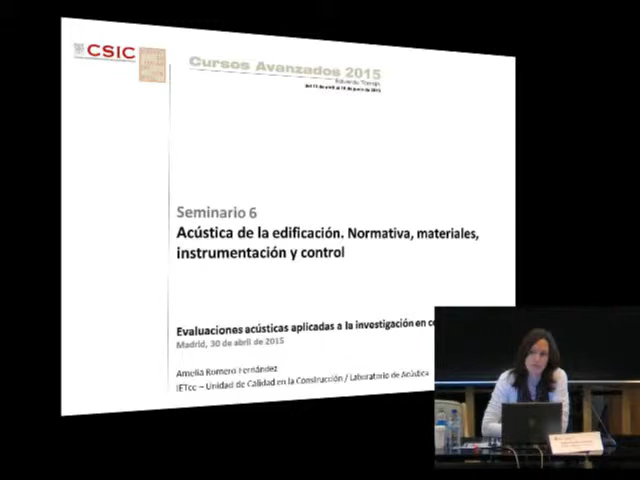 CSIC
Cursos Avanzados 2015
Eduardo Torroja
Seminario 6
Acústica de la edificación. Normativa, materiales,
instrumentación y control
Evaluaciones acústicas aplicadas a la investigación en
Madrid, 30 de abril de 2015
Amelia Romero Fernández
IETcc – Unidad de Calidad en la Construcción / Laboratorio de Acústica